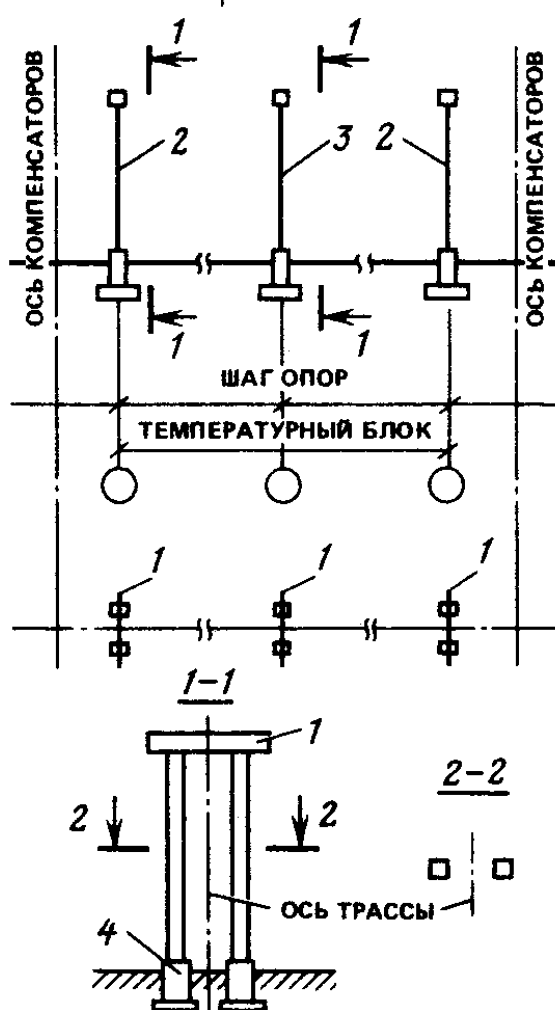 1 1
2 3 2
ОСЬ КОМПЕНСАТОРОВ
ОСЬ КОМПЕНСАТОРОВ
1 1
ШАГ ОПОР
ТЕМПЕРАТУРНЫЙ БЛОК
1 1 1
1-1
1
2-2
2 2
ОСЬ ТРАССЫ
4